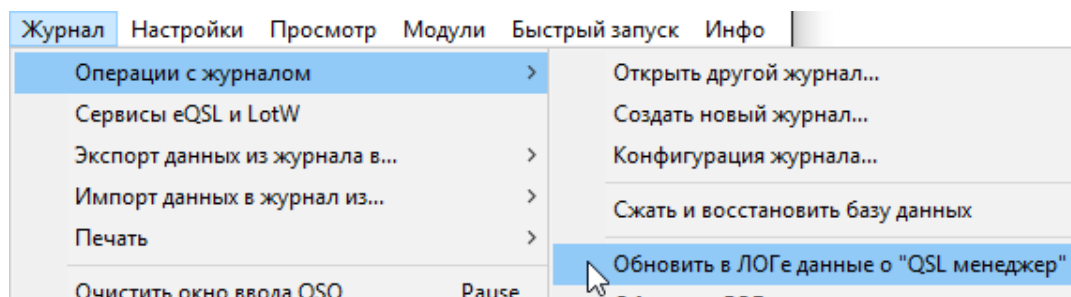 Журнал Настройки Просмотр Модули Быстрый запуск Инфо
Операции с журналом
Сервисы eQSL и LotW
Экспорт данных из журнала в...
Импорт данных в журнал из...
Печать
Очистить окно ввода QSO Pause
Открыть другой журнал...
Создать новый журнал...
Конфигурация журнала...
Сжать и восстановить базу данных
Обновить в ЛОГе данные о "QSL менеджер"